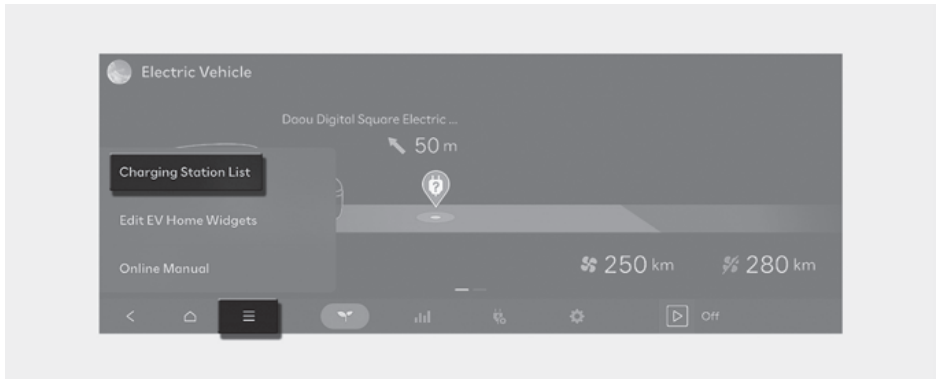 Electric Vehicle
Daou Digital Square Electric ...
50 m
Charging Station List
Edit EV Home Widgets
Online Manual
250 km
280 km
Off